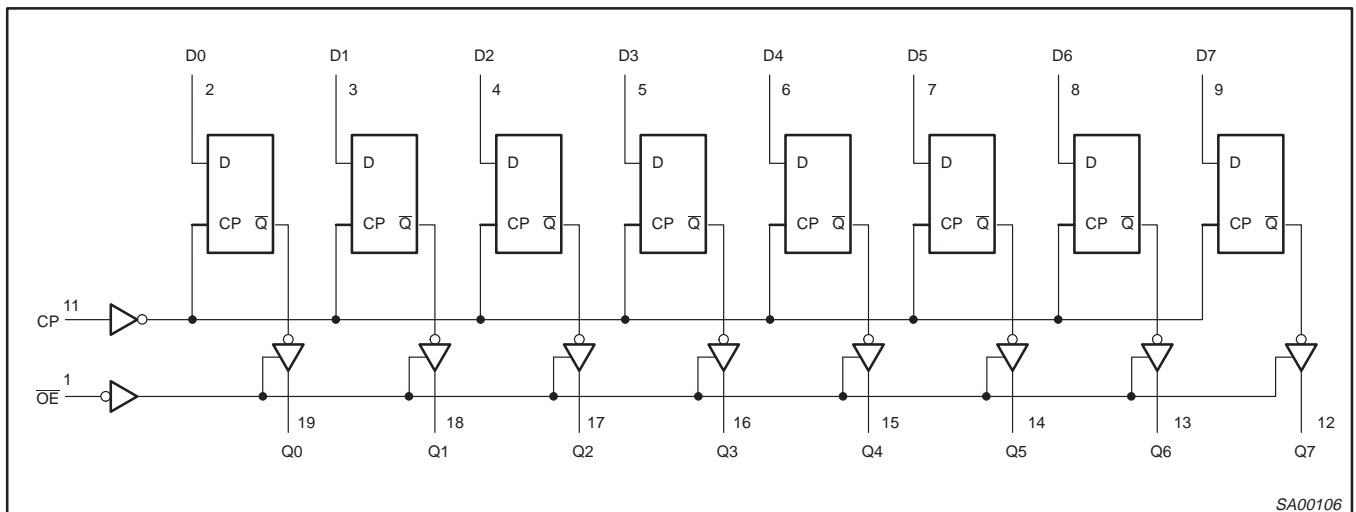 D0 D1 D2 D3 D4 D5 D6 D7
2 3 4 5 6 7 8 9
D D D D D D D D
CP Q̅ CP Q̅ CP Q̅ CP Q̅ CP Q̅ CP Q̅ CP Q̅ CP Q̅
11
CP
1
O̅E̅
19 18 17 16 15 14 13 12
Q0 Q1 Q2 Q3 Q4 Q5 Q6 Q7
SA00106